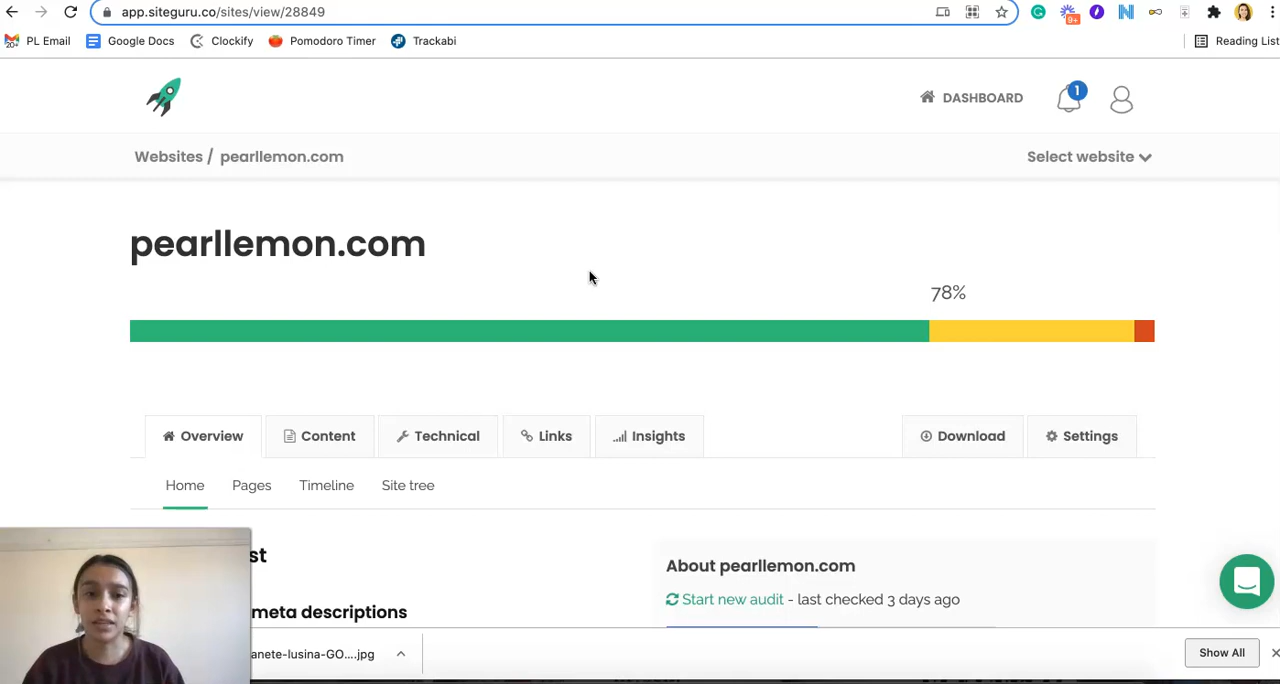 app.siteguru.co/sites/view/28849
9+
PL Email
Google Docs
Clockify
Pomodoro Timer
Trackabi
Reading List
DASHBOARD
1
Websites / pearllemon.com
Select website
pearllemon.com
78%
Overview
Content
Technical
Links
Insights
Download
Settings
Home
Pages
Timeline
Site tree
st
meta descriptions
About pearllemon.com
Start new audit - last checked 3 days ago
anete-lusina-GO....jpg
Show All